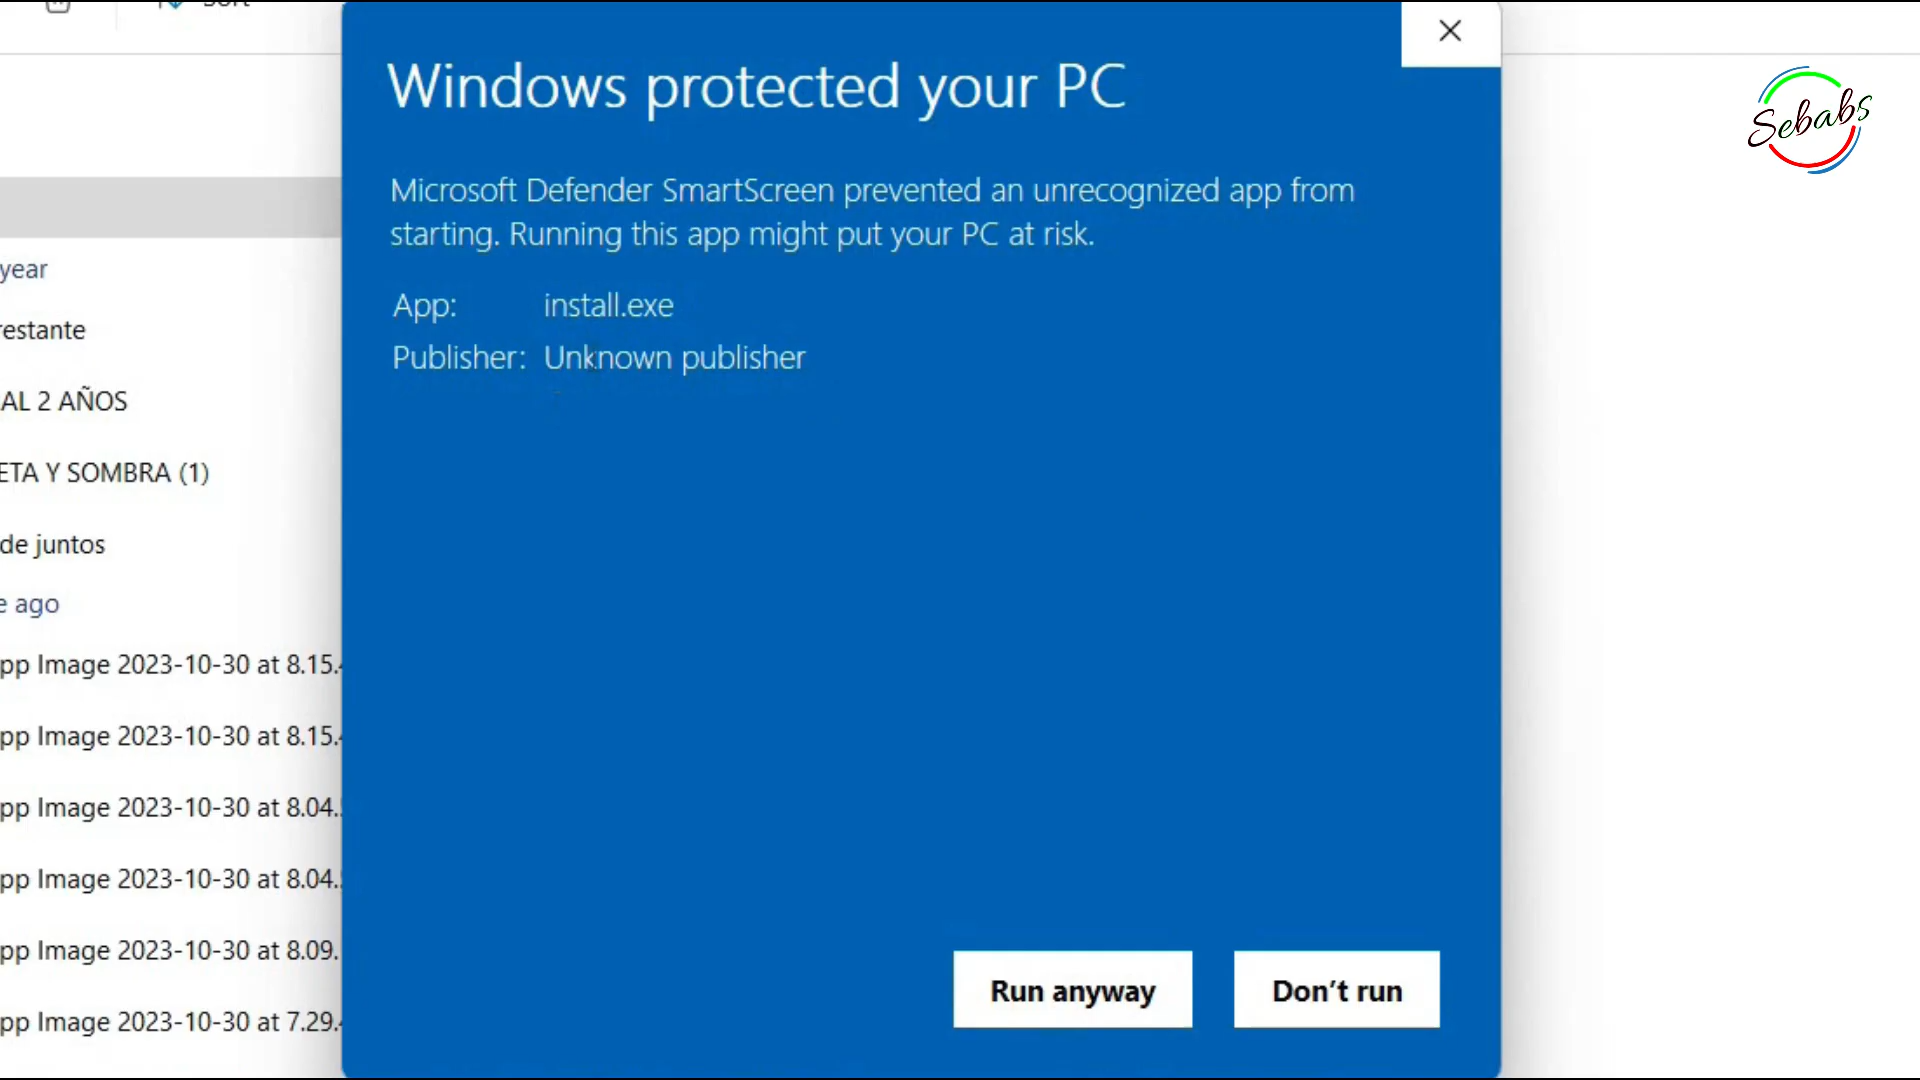 Sort
Windows protected your PC
Sebabs
Microsoft Defender SmartScreen prevented an unrecognized app from
starting. Running this app might put your PC at risk.
year
App: install.exe
restante
Publisher: Unknown publisher
AL 2 AÑOS
ETA Y SOMBRA (1)
de juntos
e ago
pp Image 2023-10-30 at 8.15.4
pp Image 2023-10-30 at 8.15.4
pp Image 2023-10-30 at 8.04.
pp Image 2023-10-30 at 8.04.
pp Image 2023-10-30 at 8.09.
Run anyway Don't run
pp Image 2023-10-30 at 7.29.4